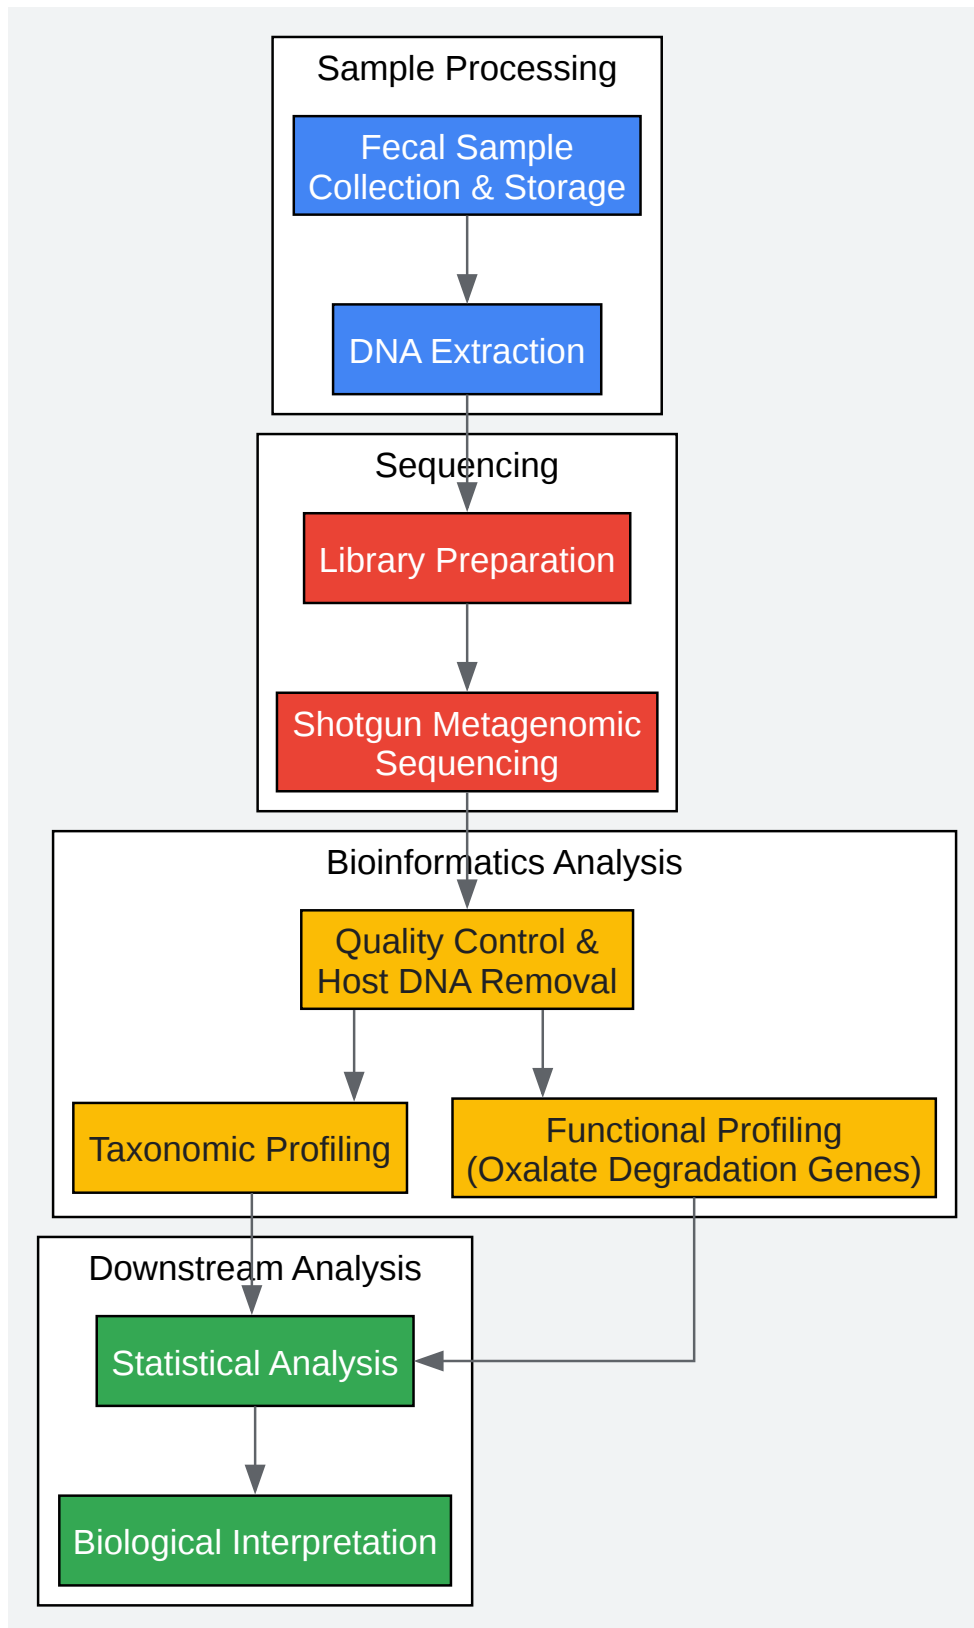 Sample Processing
Fecal Sample
Collection & Storage
DNA Extraction
Sequencing
Library Preparation
Shotgun Metagenomic
Sequencing
Bioinformatics Analysis
Quality Control &
Host DNA Removal
Taxonomic Profiling
Functional Profiling
(Oxalate Degradation Genes)
Downstream Analysis
Statistical Analysis
Biological Interpretation